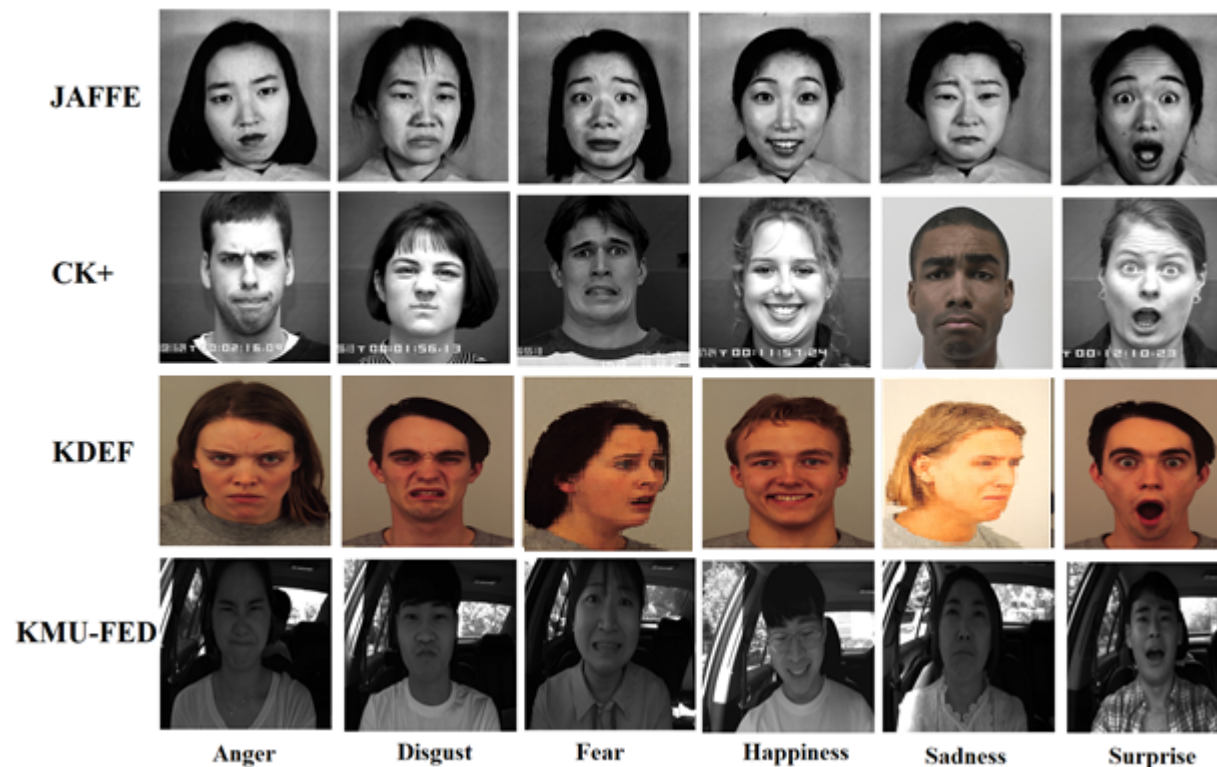 JAFFE
CK+
KDEF
KMU-FED
Anger Disgust Fear Happiness Sadness Surprise